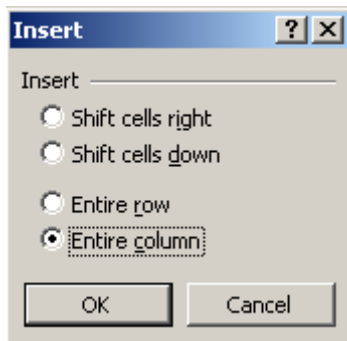 Insert
Insert
Shift cells right
Shift cells down
Entire row
Entire column
OK Cancel